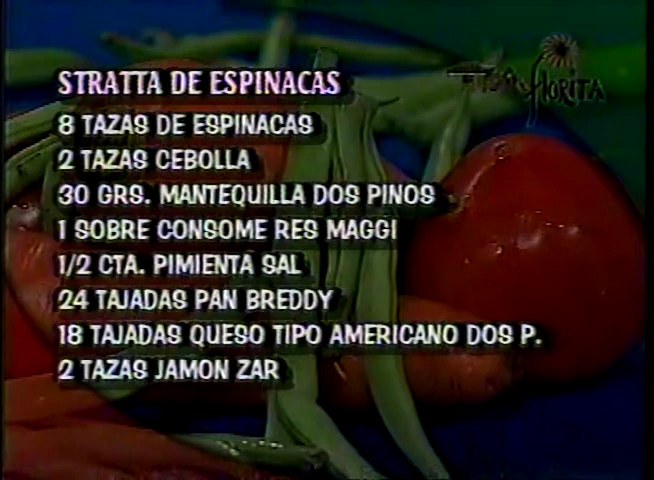 STRATTA DE ESPINACAS
TÍA florita
8 TAZAS DE ESPINACAS
2 TAZAS CEBOLLA
30 GRS. MANTEQUILLA DOS PINOS
1 SOBRE CONSOME RES MAGGI
1/2 CTA. PIMIENTA SAL
24 TAJADAS PAN BREDDY
18 TAJADAS QUESO TIPO AMERICANO DOS P.
2 TAZAS JAMON ZAR